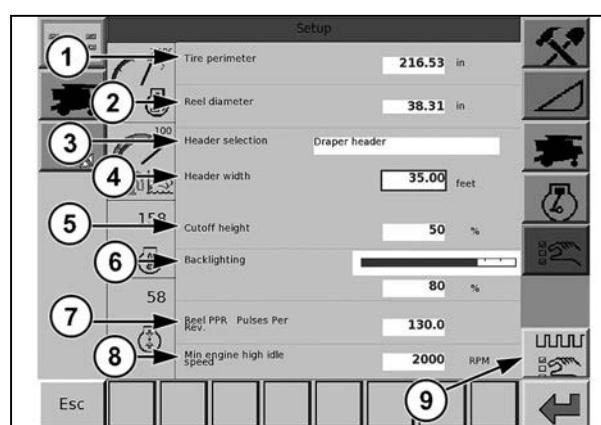 Setup
1 Tire perimeter 216.53 in
2 Reel diameter 38.31 in
3 100 Header selection Draper header
4 Header width 35.00 feet
5 158 Cutoff height 50 %
6 Backlighting
58 80 %
7 Reel PPR Pulses Per Rev. 130.0
8 Min engine high idle speed 2000 RPM
9
Esc